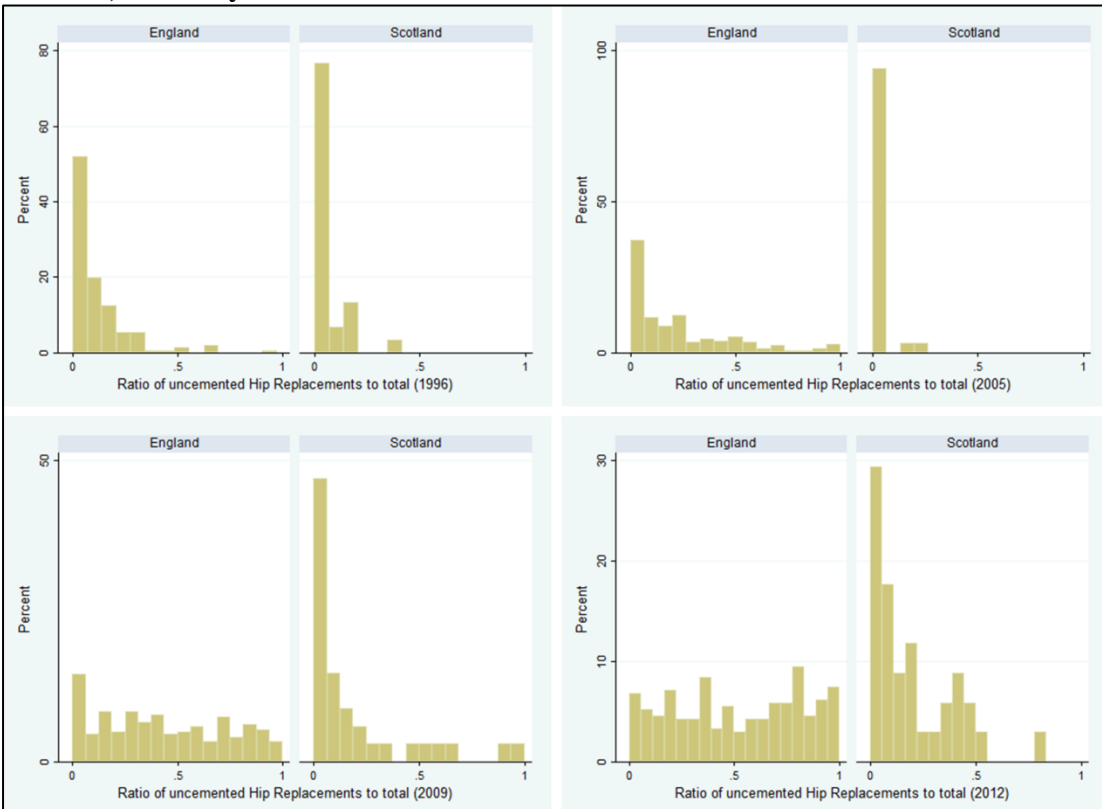 England Scotland
80
60
40
20
0
Percent
0 .5 1 0 .5 1
Ratio of uncemented Hip Replacements to total (1996)
England Scotland
100
50
0
Percent
0 .5 1 0 .5 1
Ratio of uncemented Hip Replacements to total (2005)
England Scotland
50
0
Percent
0 .5 1 0 .5 1
Ratio of uncemented Hip Replacements to total (2009)
England Scotland
30
20
10
0
Percent
0 .5 1 0 .5 1
Ratio of uncemented Hip Replacements to total (2012)